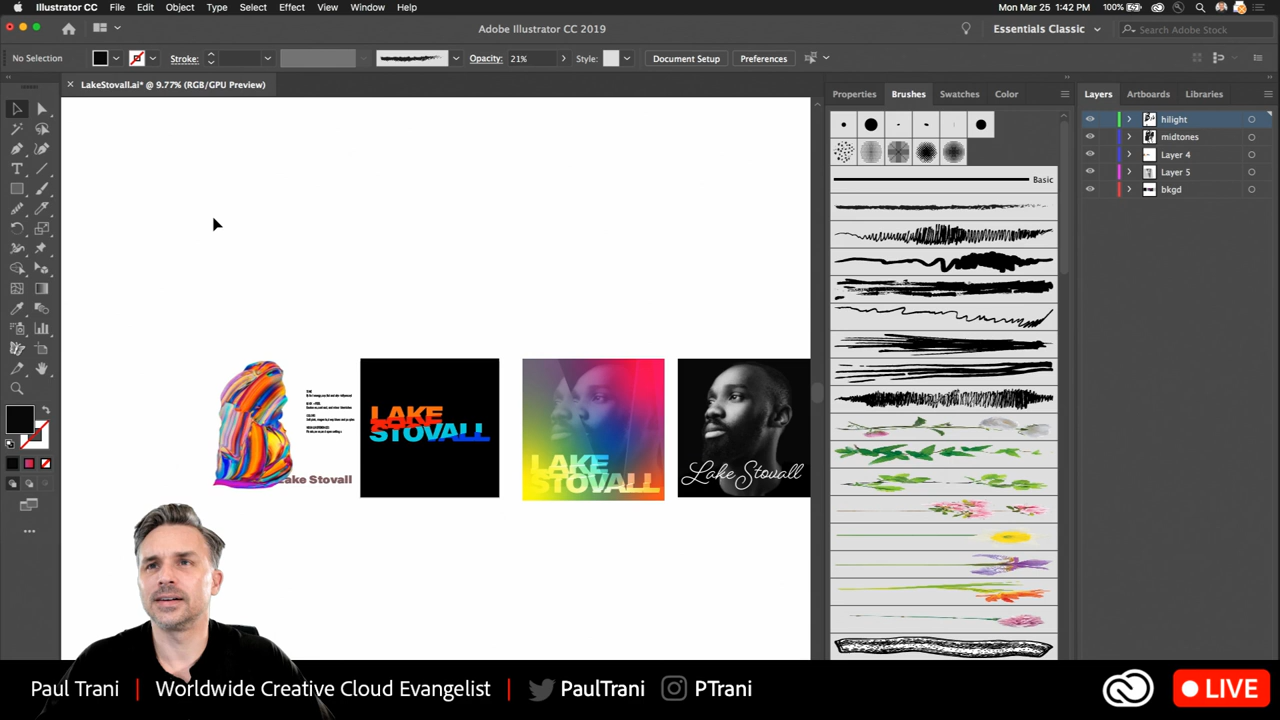 Illustrator CC File Edit Object Type Select Effect View Window Help
100% Mon Mar 25 1:42 PM
Adobe Illustrator CC 2019
Essentials Classic
Search Adobe Stock
No Selection
Stroke:
Opacity: 21%
Style:
Document Setup
Preferences
× LakeStovall.ai* @ 9.77% (RGB/GPU Preview)
Properties Brushes Swatches Color
Layers Artboards Libraries
hilight
midtones
Layer 4
Layer 5
bkgd
Basic
Lake Stovall
LAKE
STOVALL
LAKE
STOVALL
Lake Stovall
Paul Trani | Worldwide Creative Cloud Evangelist | PaulTrani PTrani
LIVE